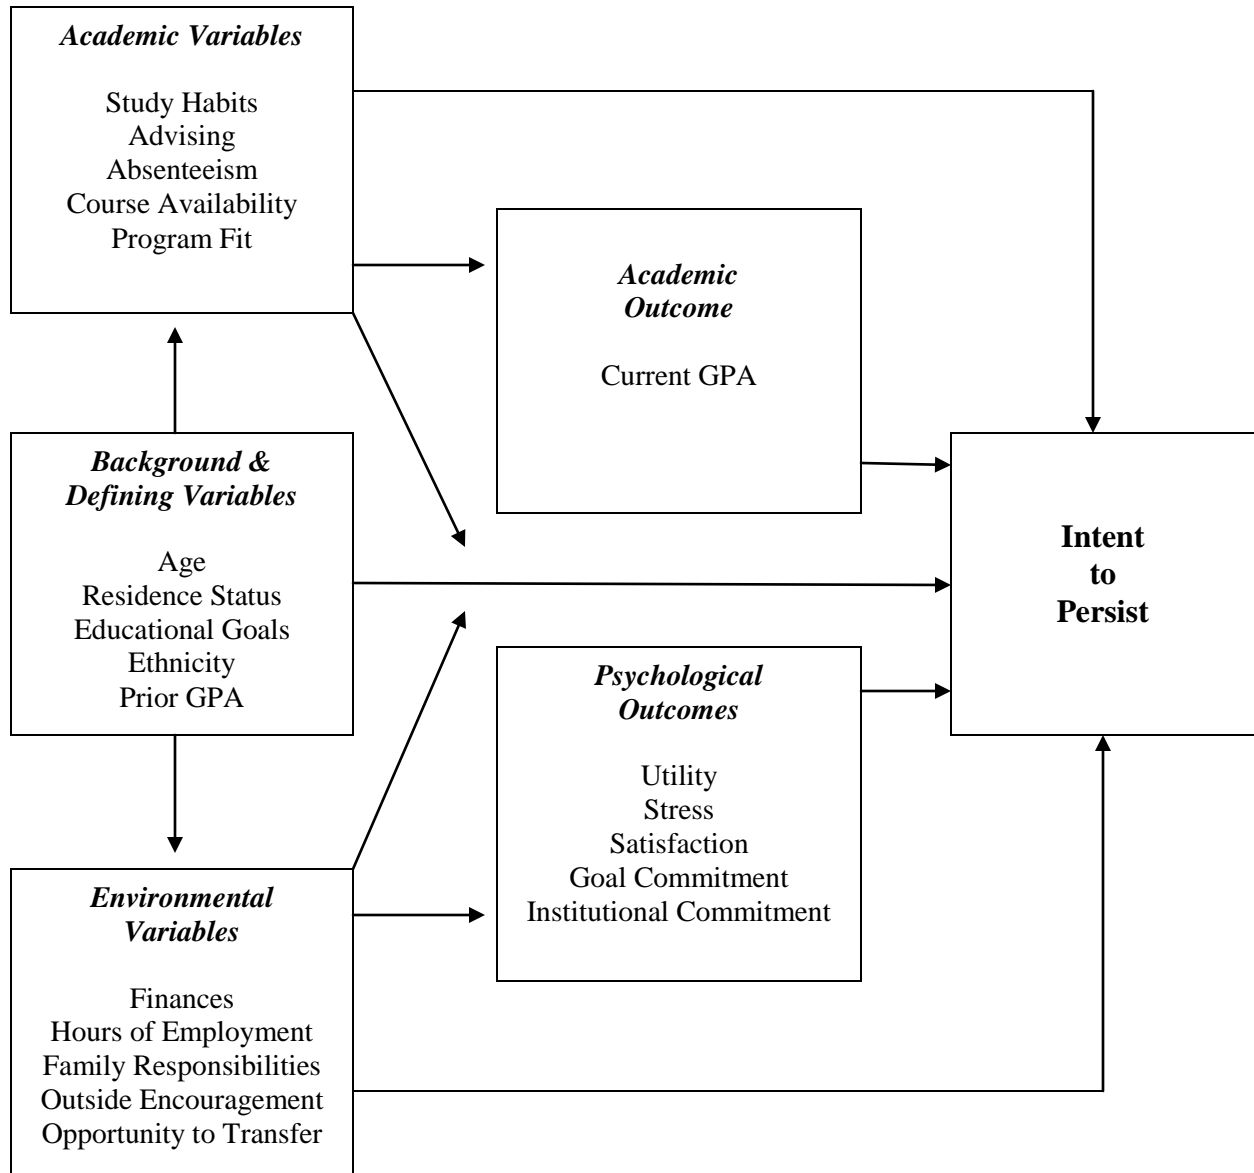 Academic Variables
Study Habits
Advising
Absenteeism
Course Availability
Program Fit
Academic
Outcome
Current GPA
Background &
Defining Variables
Age
Residence Status
Educational Goals
Ethnicity
Prior GPA
Intent
to
Persist
Psychological
Outcomes
Utility
Stress
Satisfaction
Goal Commitment
Institutional Commitment
Environmental
Variables
Finances
Hours of Employment
Family Responsibilities
Outside Encouragement
Opportunity to Transfer